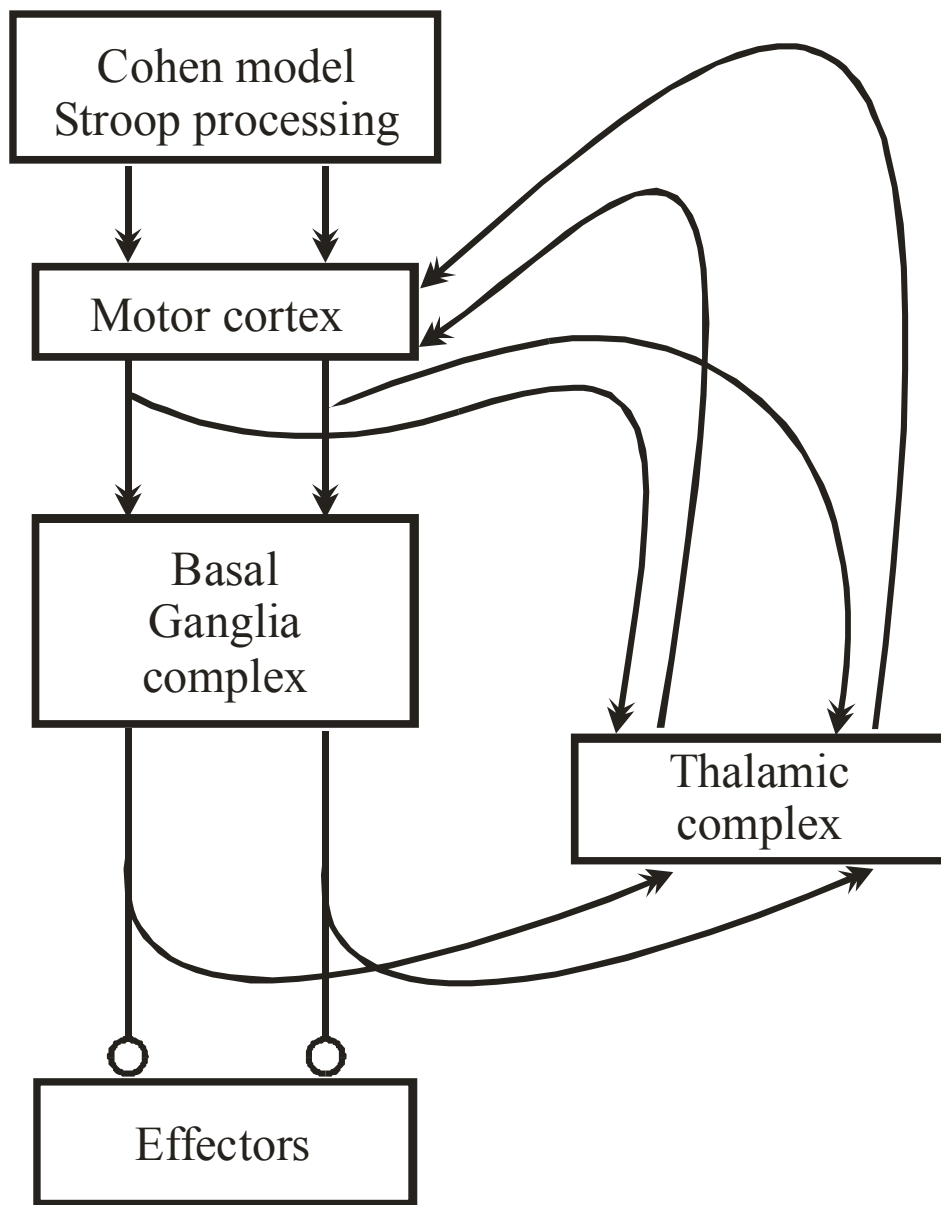 Cohen model
Stroop processing
Motor cortex
Basal
Ganglia
complex
Thalamic
complex
Effectors